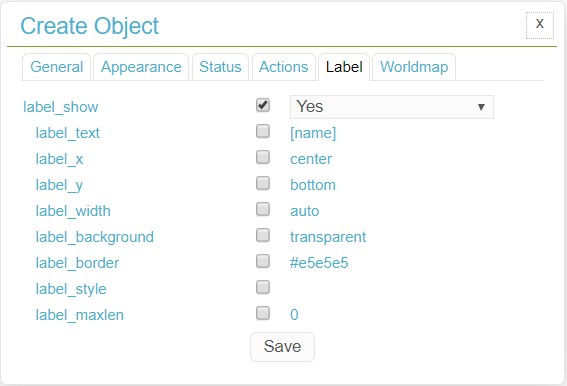 Create Object
x
General Appearance Status Actions Label Worldmap
label_show Yes
label_text [name]
label_x center
label_y bottom
label_width auto
label_background transparent
label_border #e5e5e5
label_style
label_maxlen 0
Save